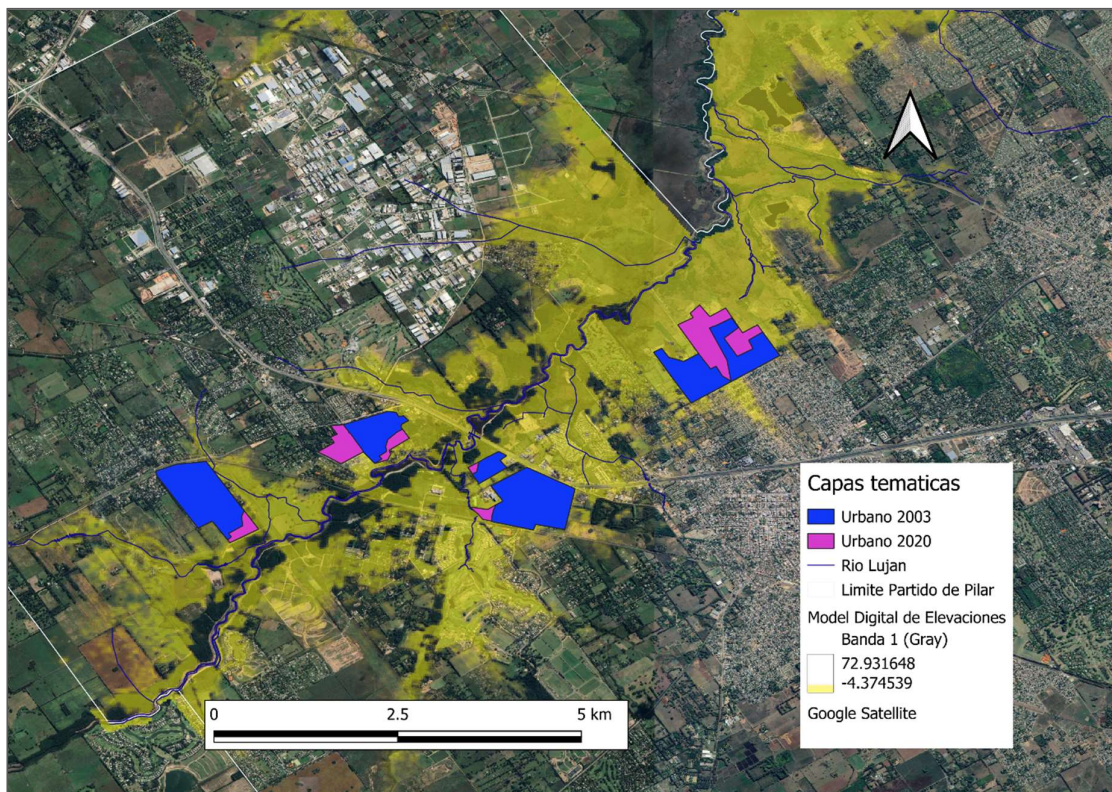 Capas tematicas
Urbano 2003
Urbano 2020
Rio Lujan
Limite Partido de Pilar
Model Digital de Elevaciones
Banda 1 (Gray)
72.931648
-4.374539
Google Satellite
0 2.5 5 km